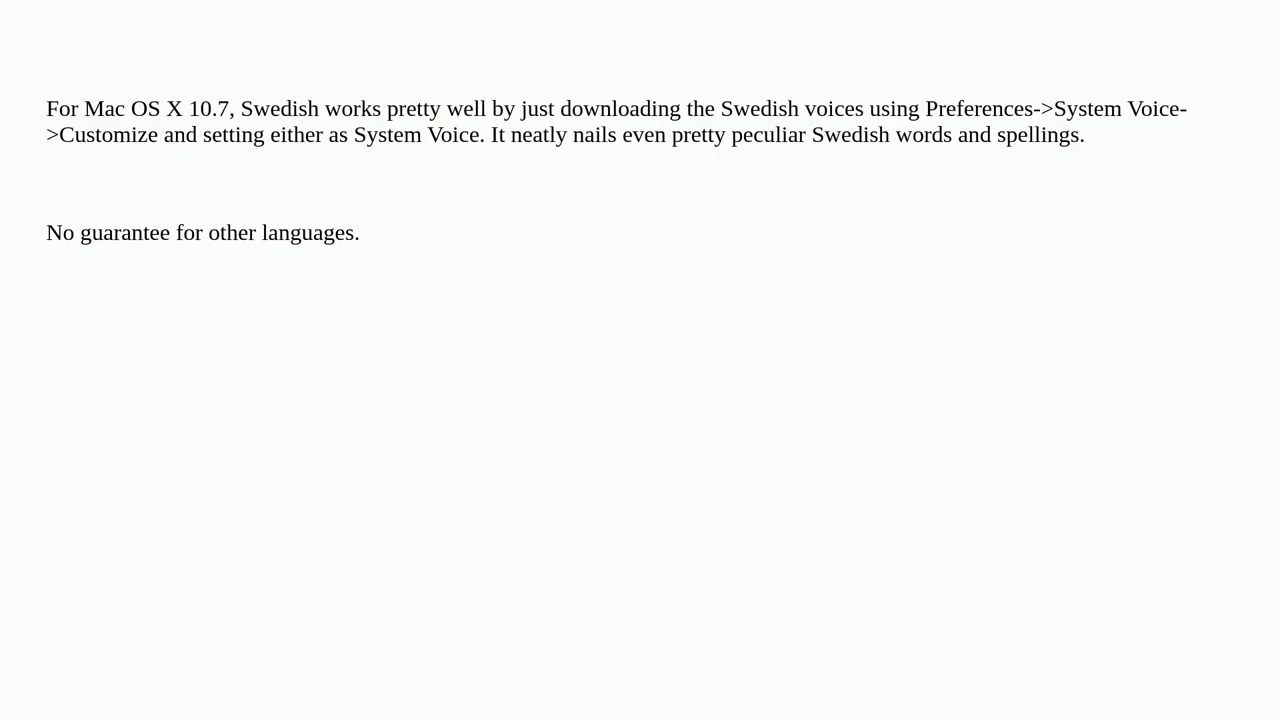 For Mac OS X 10.7, Swedish works pretty well by just downloading the Swedish voices using Preferences->System Voice-
>Customize and setting either as System Voice. It neatly nails even pretty peculiar Swedish words and spellings.
No guarantee for other languages.